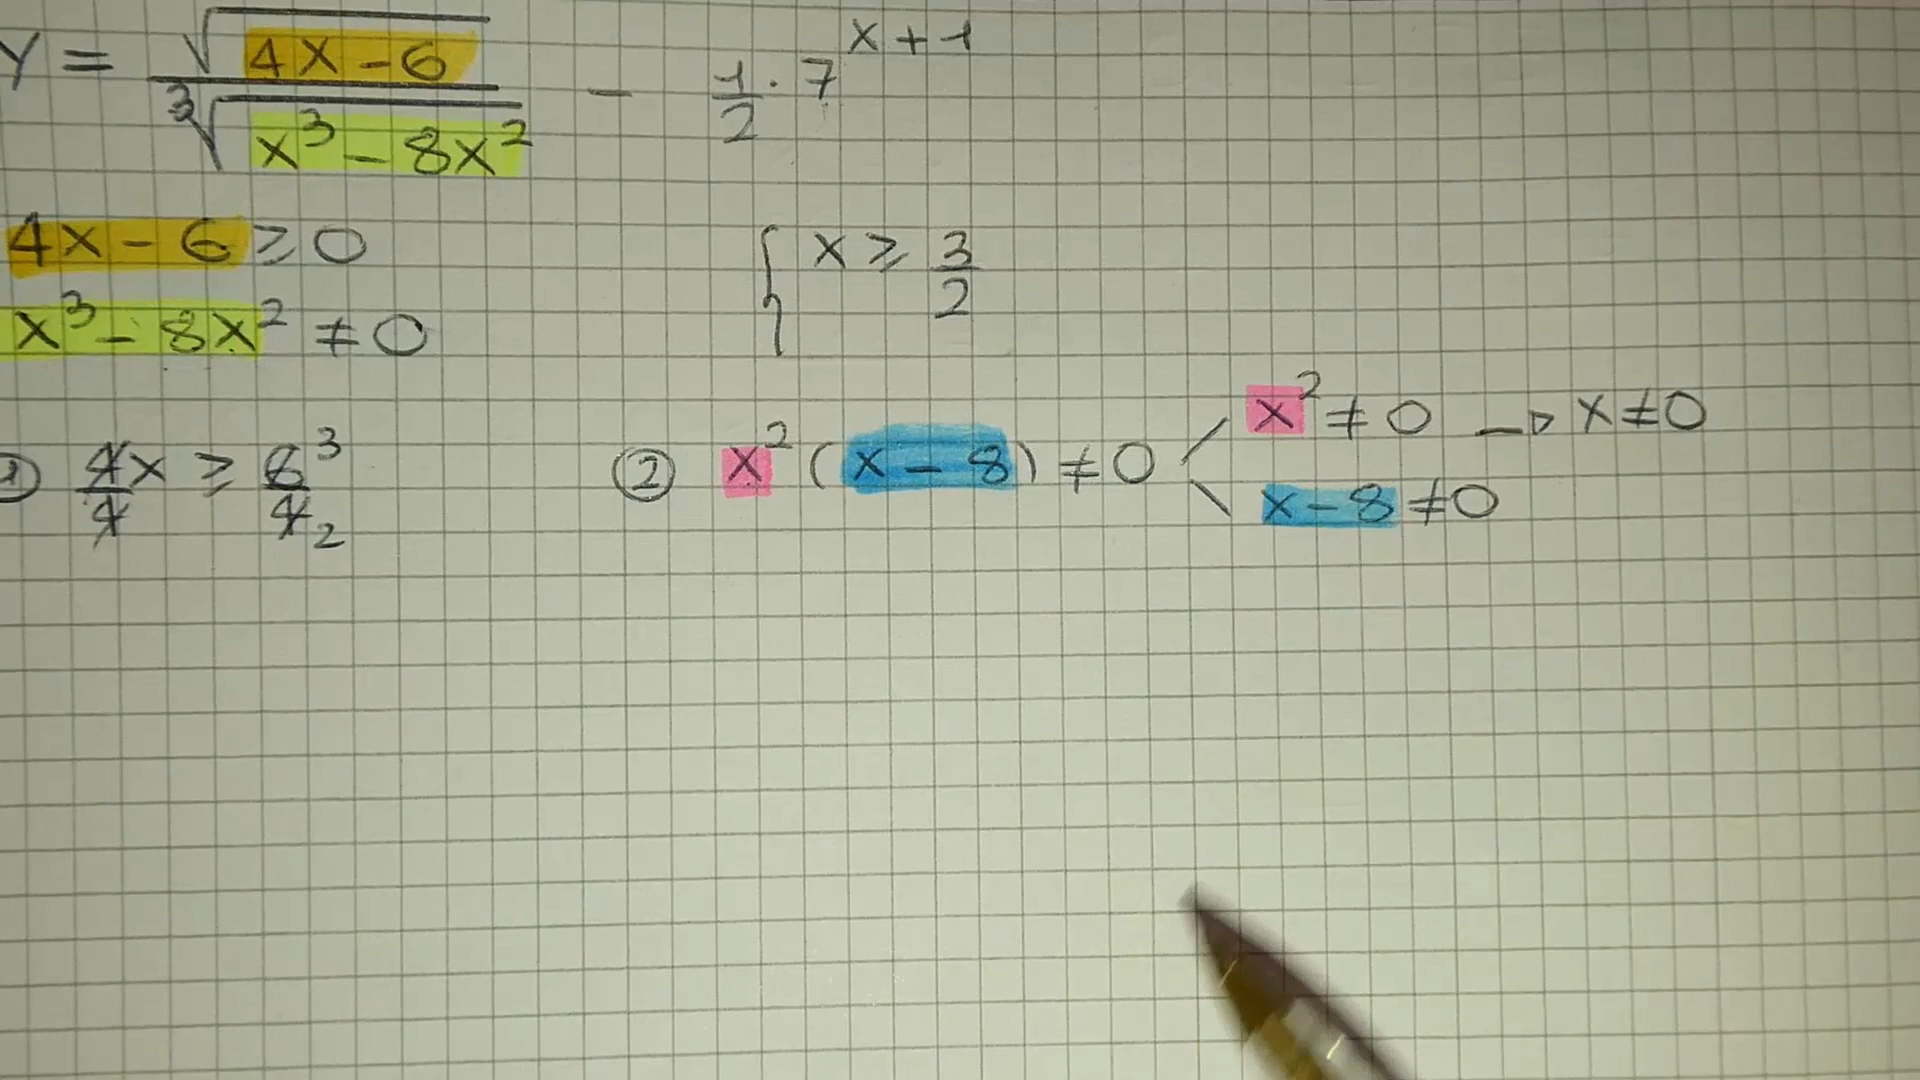 Y = √(4x - 6) / ³√(x³ - 8x²) - 1/2 · 7^(x+1)
4x - 6 ≥ 0
{ x ≥ 3/2
x³ - 8x² ≠ 0
① 4x/4 ≥ 6/4 3 2
② x² (x - 8) ≠ 0
x² ≠ 0 → x ≠ 0
x - 8 ≠ 0